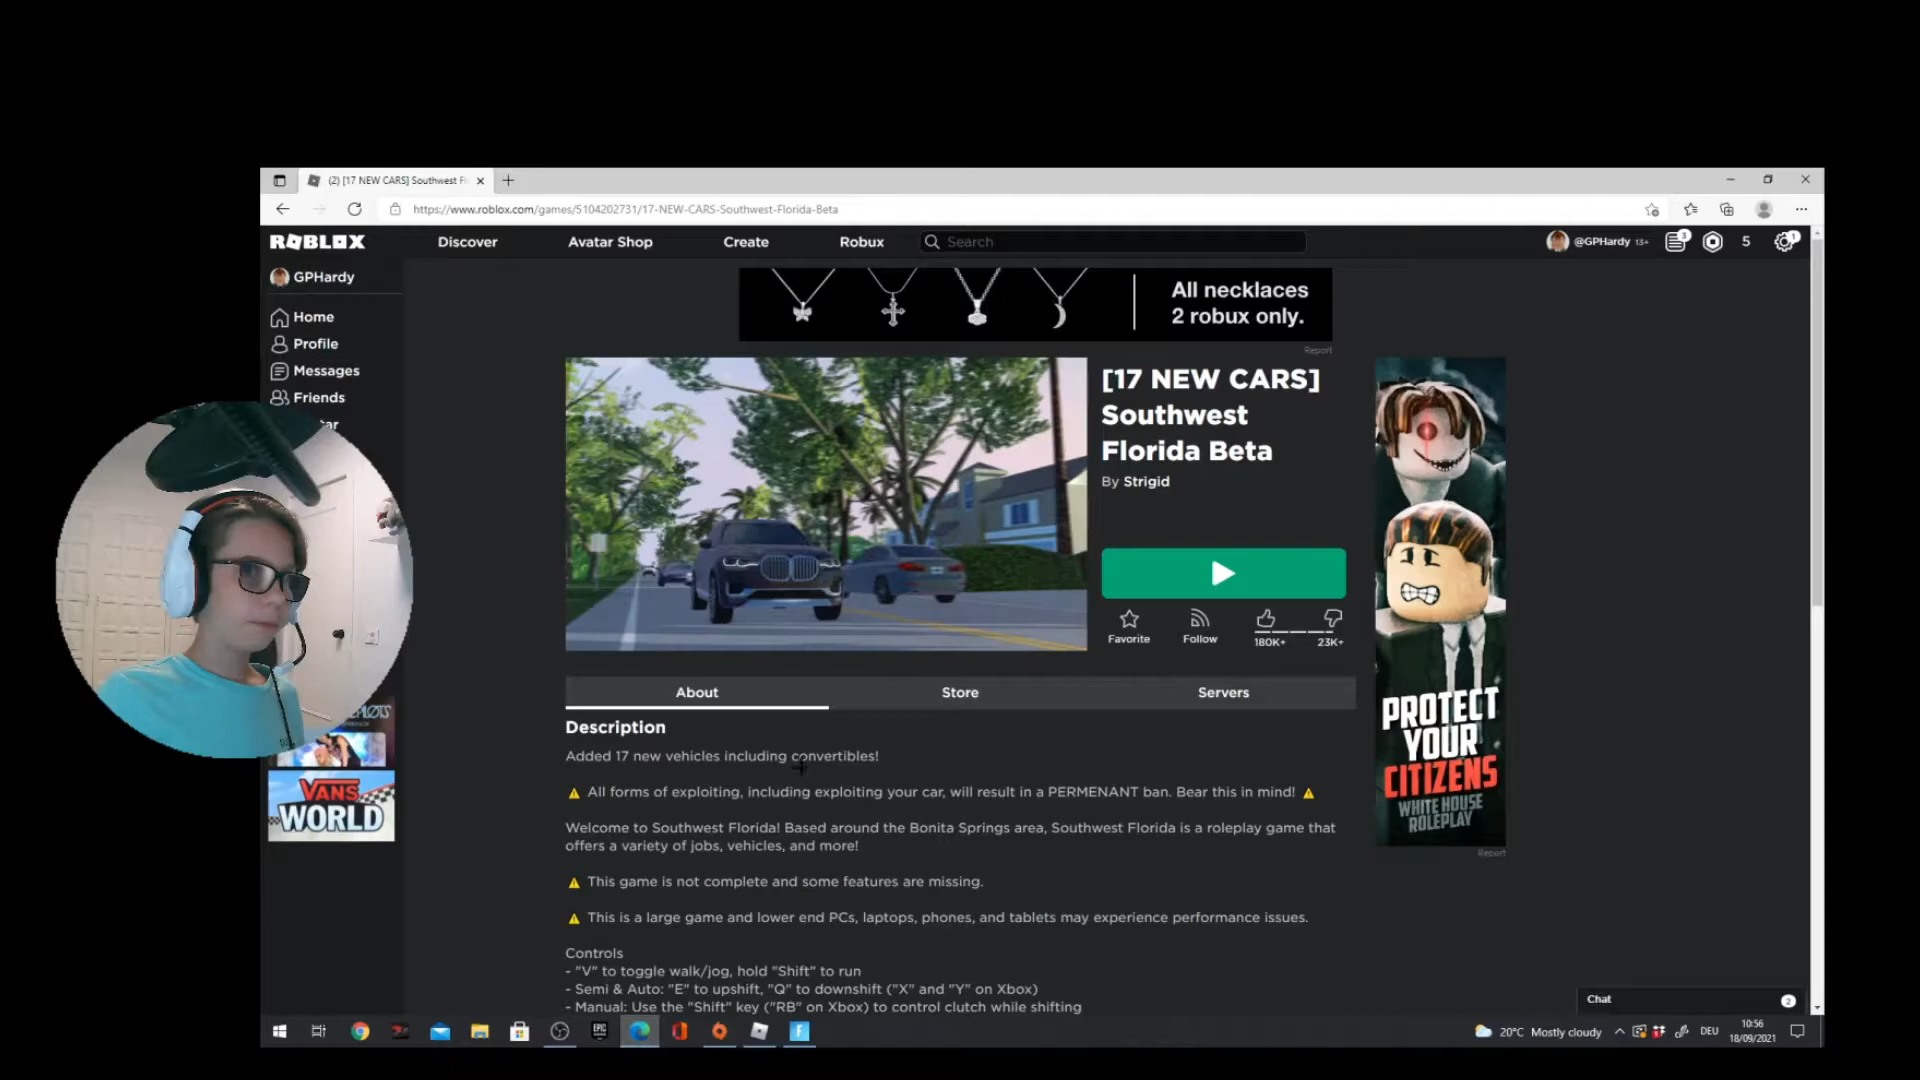 (2) [17 NEW CARS] Southwest Fl
https://www.roblox.com/games/5104202731/17-NEW-CARS-Southwest-Florida-Beta
ROBLOX
Discover
Avatar Shop
Create
Robux
Search
@GPHardy 13+
3
5
1
GPHardy
Home
Profile
Messages
Friends
All necklaces
2 robux only.
Report
[17 NEW CARS]
Southwest
Florida Beta
By Strigid
Favorite
Follow
180K+
23K+
About
Store
Servers
Description
Added 17 new vehicles including convertibles!
⚠ All forms of exploiting, including exploiting your car, will result in a PERMENANT ban. Bear this in mind! ⚠
Welcome to Southwest Florida! Based around the Bonita Springs area, Southwest Florida is a roleplay game that
offers a variety of jobs, vehicles, and more!
⚠ This game is not complete and some features are missing.
⚠ This is a large game and lower end PCs, laptops, phones, and tablets may experience performance issues.
Controls
- "V" to toggle walk/jog, hold "Shift" to run
- Semi & Auto: "E" to upshift, "Q" to downshift ("X" and "Y" on Xbox)
- Manual: Use the "Shift" key ("RB" on Xbox) to control clutch while shifting
VANS
WORLD
PROTECT
YOUR
CITIZENS
WHITE HOUSE
ROLEPLAY
Report
Chat
2
EPIC
20°C Mostly cloudy
DEU
10:56
18/09/2021